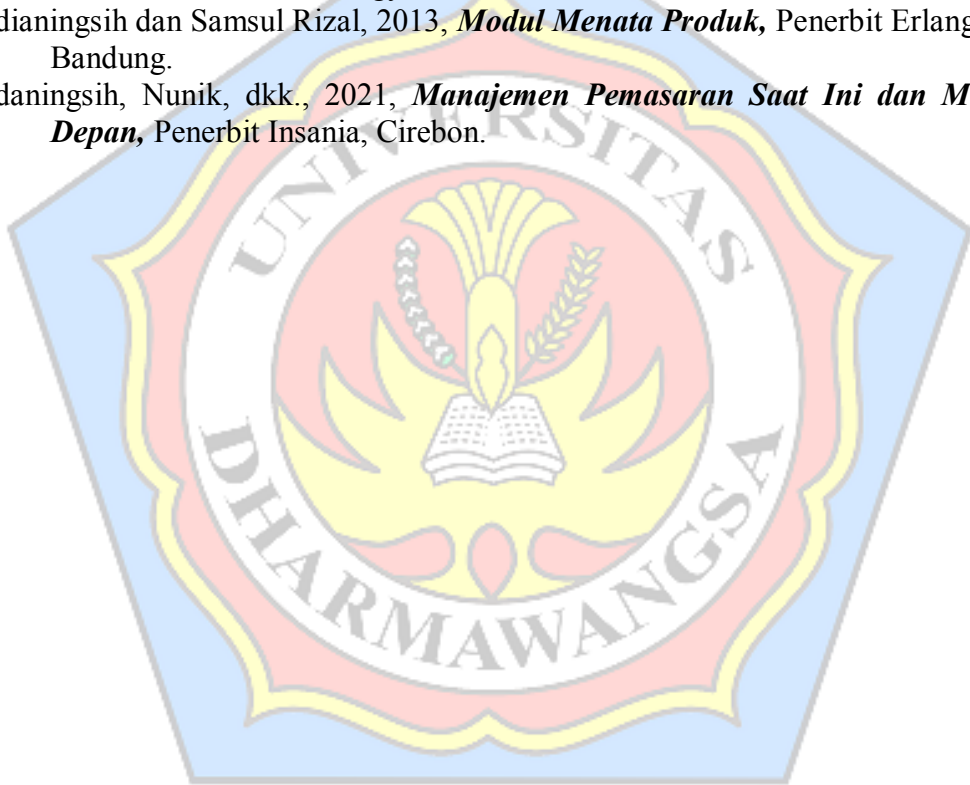 dianingsih dan Samsul Rizal, 2013, Modul Menata Produk, Penerbit Erlang
Bandung.
daningsih, Nunik, dkk., 2021, Manajemen Pemasaran Saat Ini dan M
Depan, Penerbit Insania, Cirebon.
UNIVERSITAS
DHARMAWANGSA